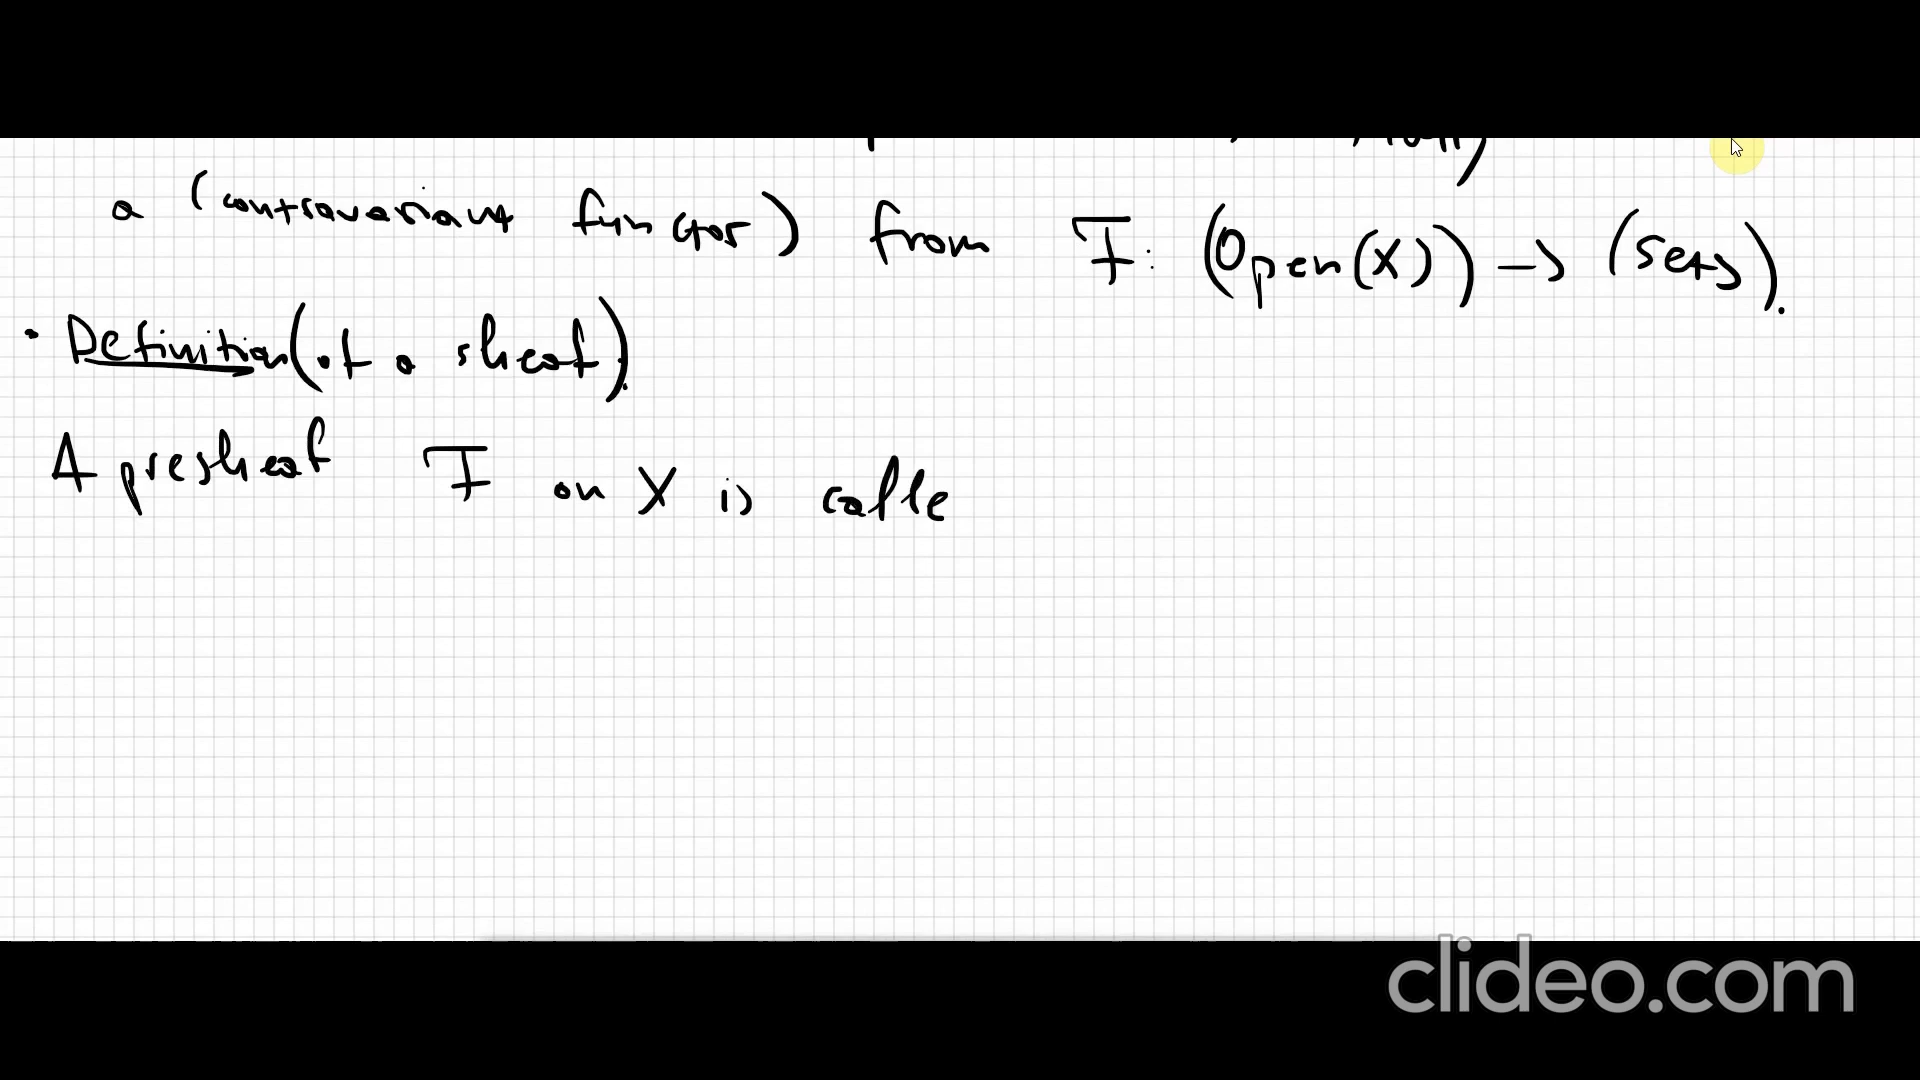 a (contravariant functor) from F: (Open(X)) → (Sets).
• Definition (of a sheaf).
A presheaf F on X is calle
clideo.com